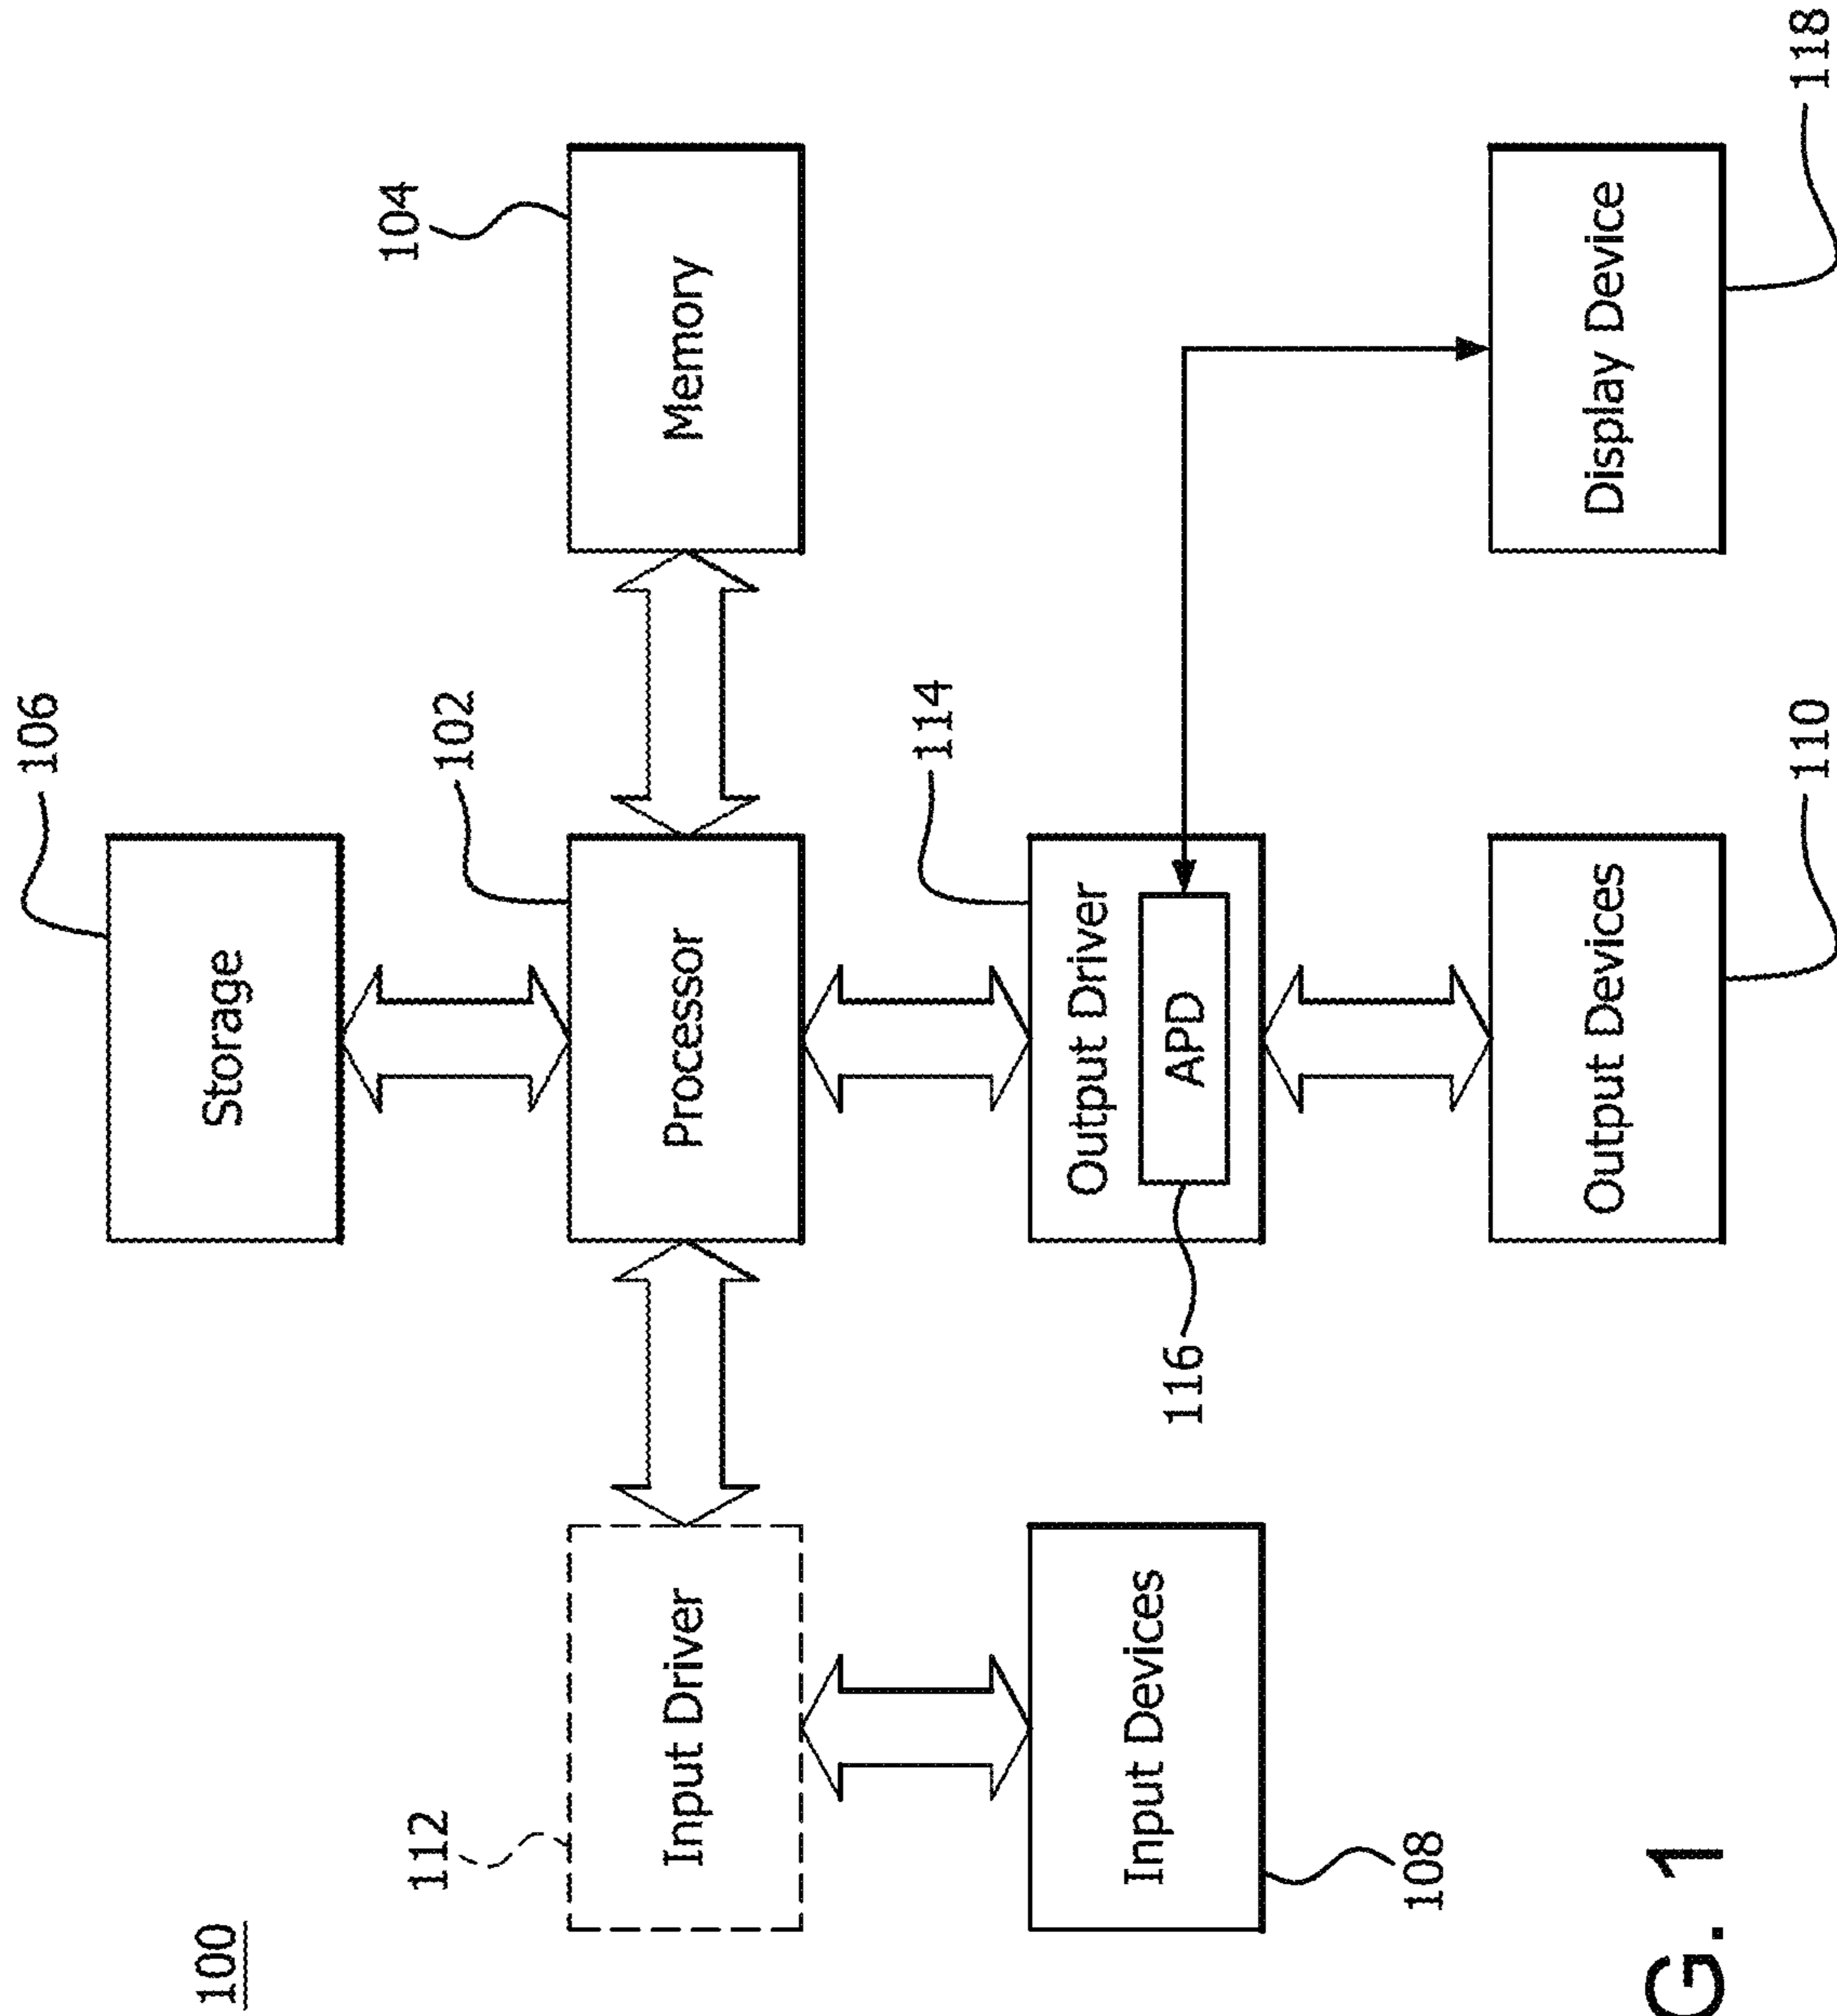 100
106
Storage
112
102
104
Input Driver
Processor
Memory
114
Input Devices
Output Driver
APD
116
108
Output Devices
Display Device
110
118
G. 1